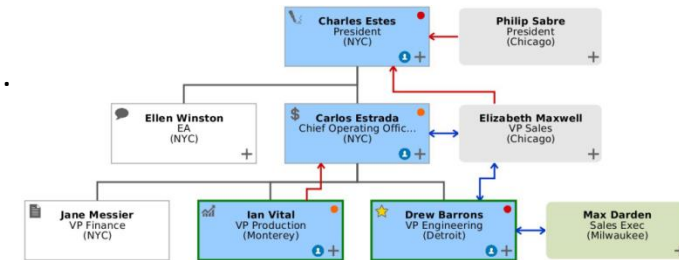 Charles Estes
President
(NYC)
Philip Sabre
President
(Chicago)
Ellen Winston
EA
(NYC)
$
Carlos Estrada
Chief Operating Offic...
(NYC)
Elizabeth Maxwell
VP Sales
(Chicago)
Jane Messier
VP Finance
(NYC)
Ian Vital
VP Production
(Monterey)
Drew Barrons
VP Engineering
(Detroit)
Max Darden
Sales Exec
(Milwaukee)